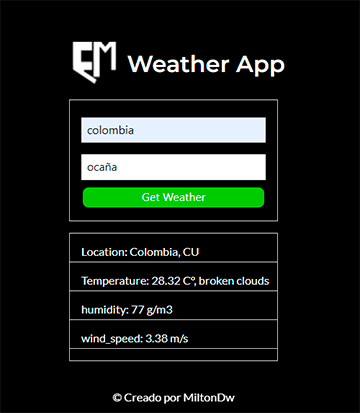 EM Weather App
colombia
ocaña
Get Weather
Location: Colombia, CU
Temperature: 28.32 C°, broken clouds
humidity: 77 g/m3
wind_speed: 3.38 m/s
© Creado por MiltonDw